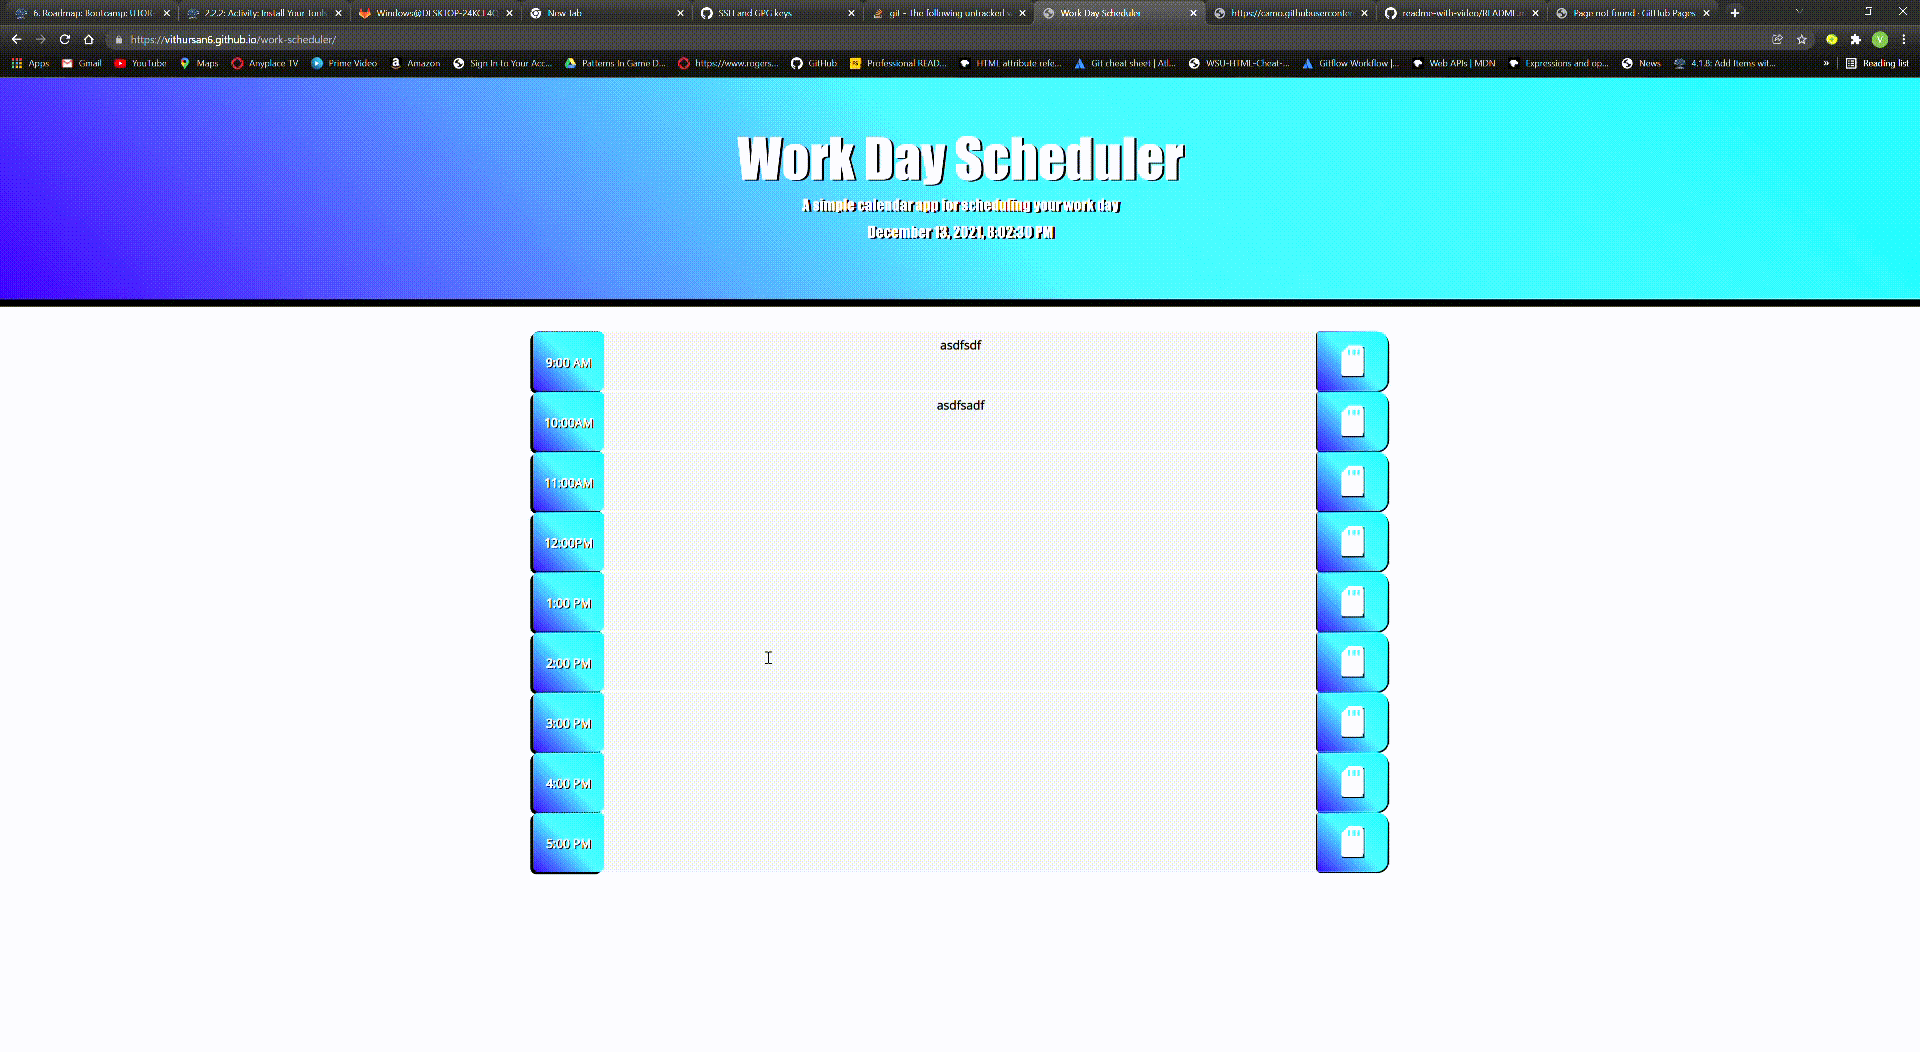 6. Roadmap: Bootcamp: UTOR-
2.2.2: Activity: Install Your Tools
Windows@DESKTOP-24KCL4C
New Tab
SSH and GPG keys
git - The following untracked w
Work Day Scheduler
https://camo.githubuserconten
readme-with-video/README.m
Page not found · GitHub Pages
https://vithursan6.github.io/work-scheduler/
V
Apps
Gmail
YouTube
Maps
Anyplace TV
Prime Video
Amazon
Sign In to Your Acc...
Patterns In Game D...
https://www.rogers...
GitHub
Professional READ...
HTML attribute refe...
Git cheat sheet | Atl...
WSU-HTML-Cheat-...
Gitflow Workflow |...
Web APIs | MDN
Expressions and op...
News
4.1.8: Add Items wit...
»
Reading list
Work Day Scheduler
A simple calendar app for scheduling your work day
December 13, 2021, 8:02:30 PM
9:00 AM
asdfsdf
10:00AM
asdfsadf
11:00AM
12:00PM
1:00 PM
2:00 PM
3:00 PM
4:00 PM
5:00 PM